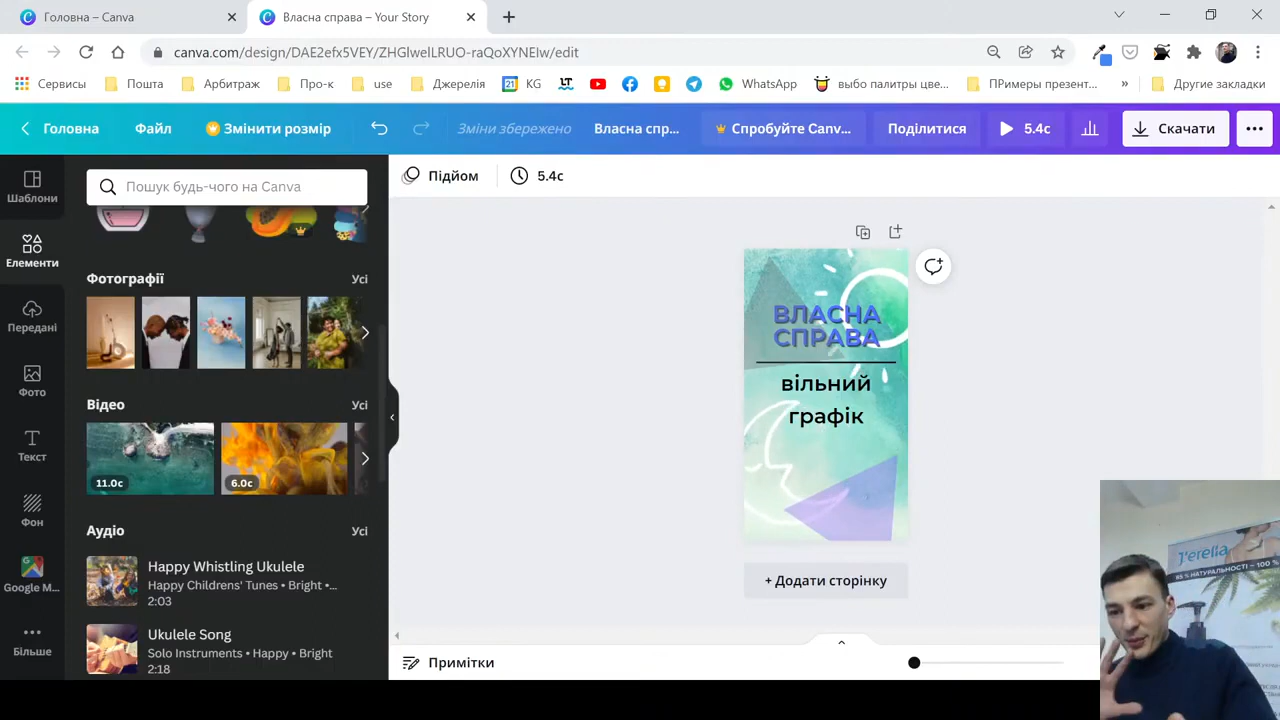 Головна – Canva
Власна справа – Your Story
canva.com/design/DAE2efx5VEY/ZHGlwelLRUO-raQoXYNEIw/edit
Сервисы
Пошта
Арбитраж
Про-к
use
Джерелія
KG
WhatsApp
выбо палитры цве...
ПРимеры презент...
Другие закладки
Головна
Файл
Змінити розмір
Зміни збережено
Власна спр...
Спробуйте Canv...
Поділитися
5.4с
Скачати
Шаблони
Елементи
Передані
Фото
Текст
Фон
Google M...
Більше
Пошук будь-чого на Canva
Фотографії
Усі
Відео
Усі
11.0с
6.0с
Аудіо
Усі
Happy Whistling Ukulele
Happy Childrens' Tunes • Bright •...
2:03
Ukulele Song
Solo Instruments • Happy • Bright
2:18
Підйом
5.4с
ВЛАСНА
СПРАВА
вільний
графік
+ Додати сторінку
Примітки
J'erelia
85 % НАТУРАЛЬНОСТІ – 100 %